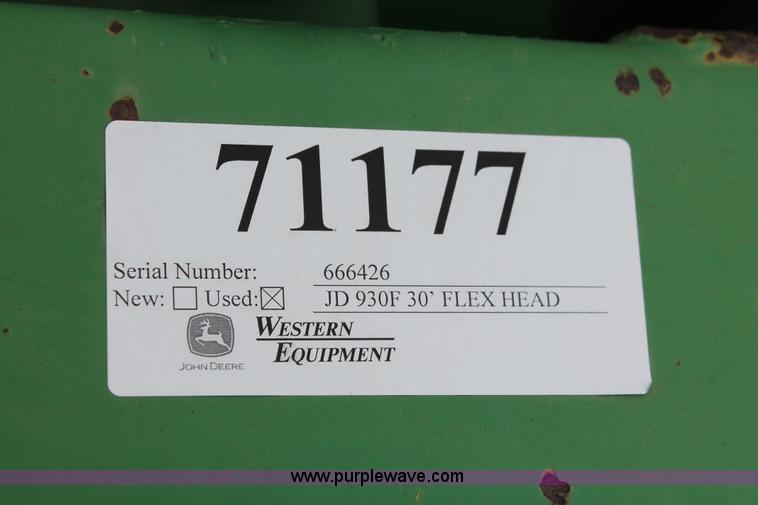 71177
Serial Number: 666426
New: Used: JD 930F 30' FLEX HEAD
WESTERN
EQUIPMENT
JOHN DEERE
www.purplewave.com